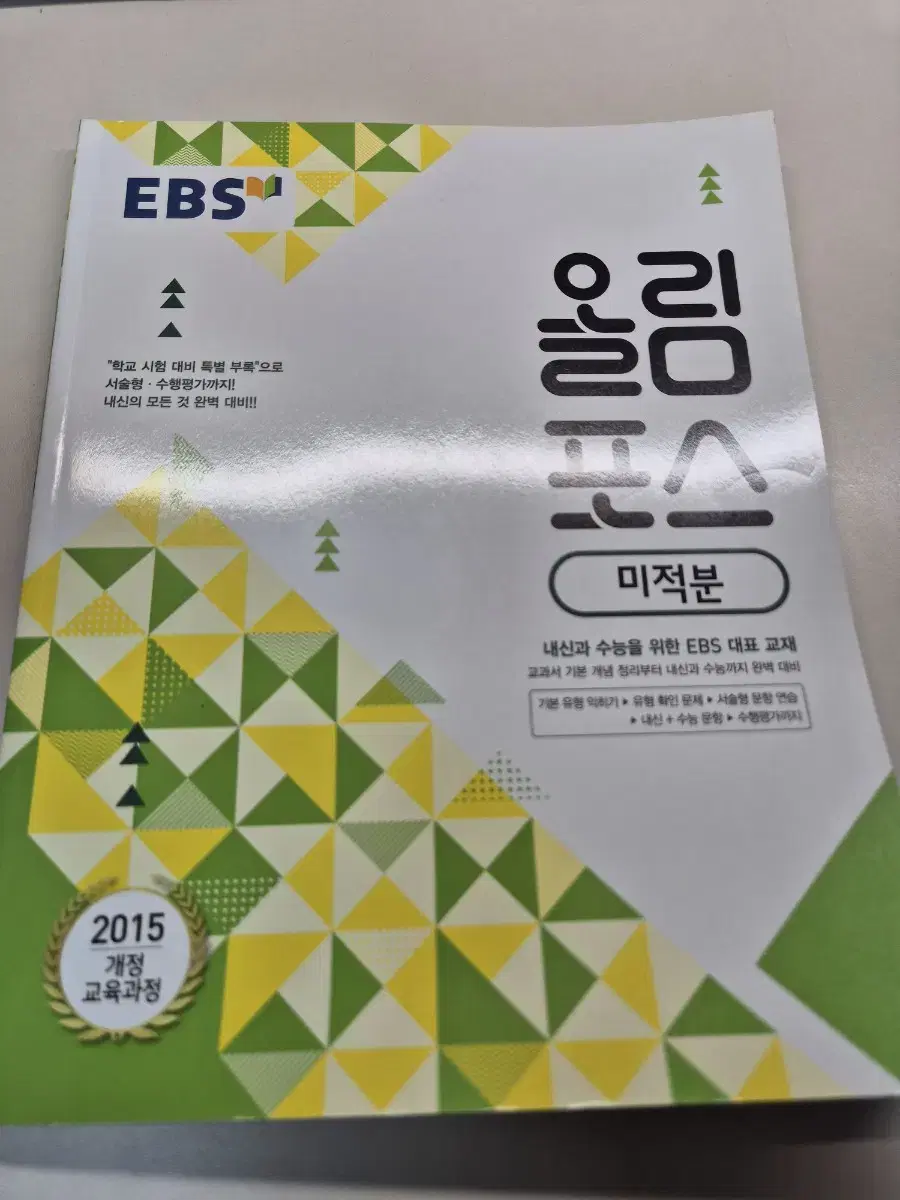 EBS
올림
포스
미적분
"학교 시험 대비 특별 부록"으로
서술형 · 수행평가까지!
내신의 모든 것 완벽 대비!!
내신과 수능을 위한 EBS 대표 교재
교과서 기본 개념 정리부터 내신과 수능까지 완벽 대비
기본 유형 익히기 ▶ 유형 확인 문제 ▶ 서술형 문항 연습
▶ 내신 + 수능 문항 ▶ 수행평가까지
2015
개정
교육과정